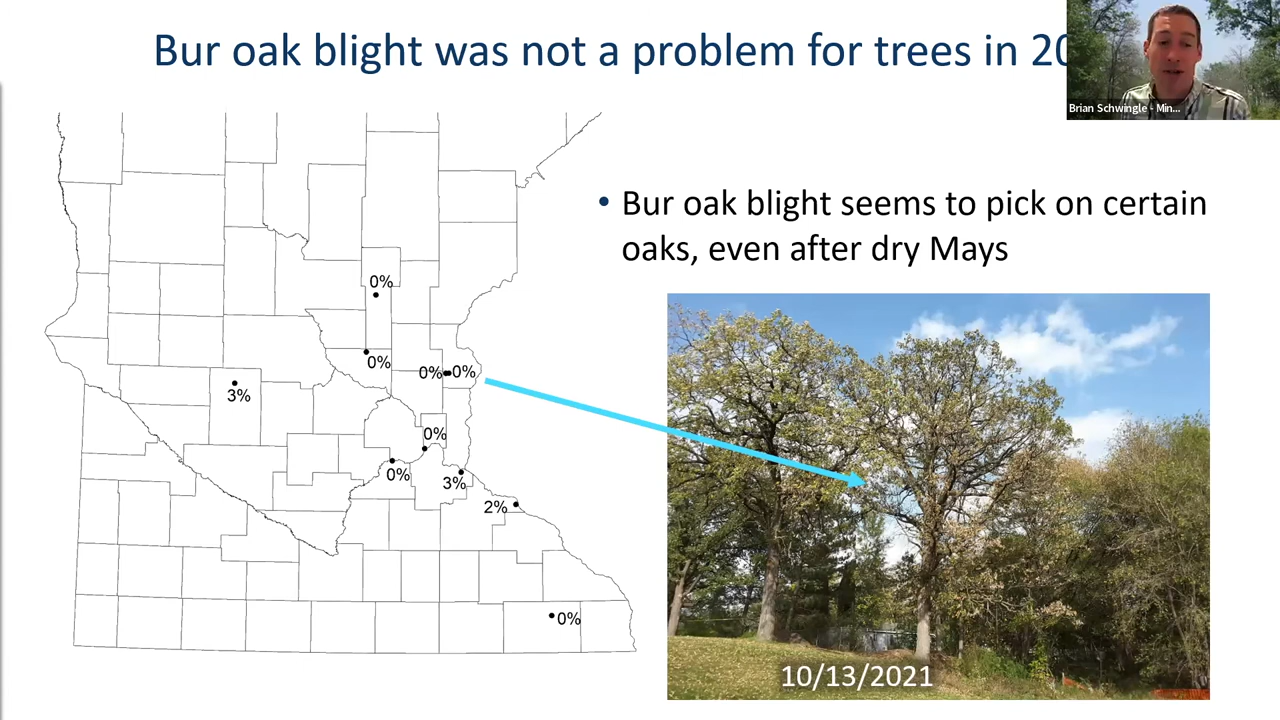 Bur oak blight was not a problem for trees in 20
Brian Schwingle - Min...
• Bur oak blight seems to pick on certain
oaks, even after dry Mays
0%
0%
0% 0%
3%
0%
0%
3%
2%
0%
10/13/2021